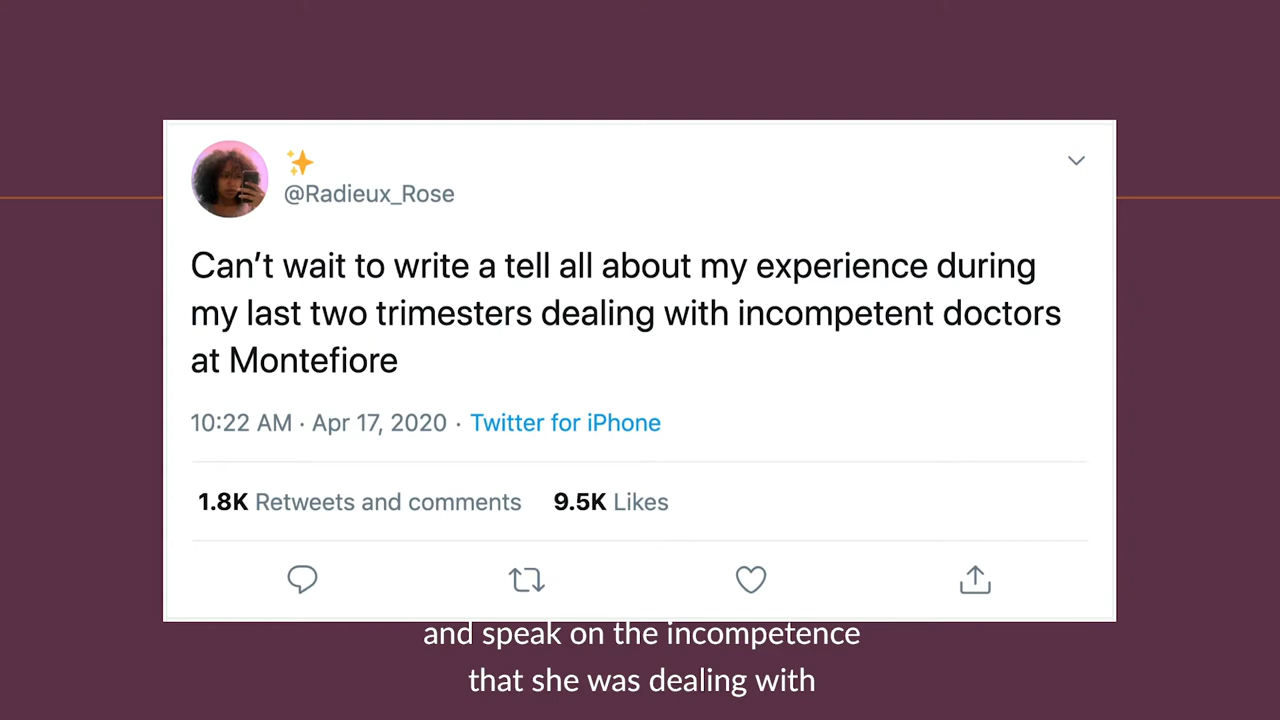 ✨
@Radieux_Rose
Can’t wait to write a tell all about my experience during
my last two trimesters dealing with incompetent doctors
at Montefiore
10:22 AM · Apr 17, 2020 · Twitter for iPhone
1.8K Retweets and comments 9.5K Likes
and speak on the incompetence
that she was dealing with